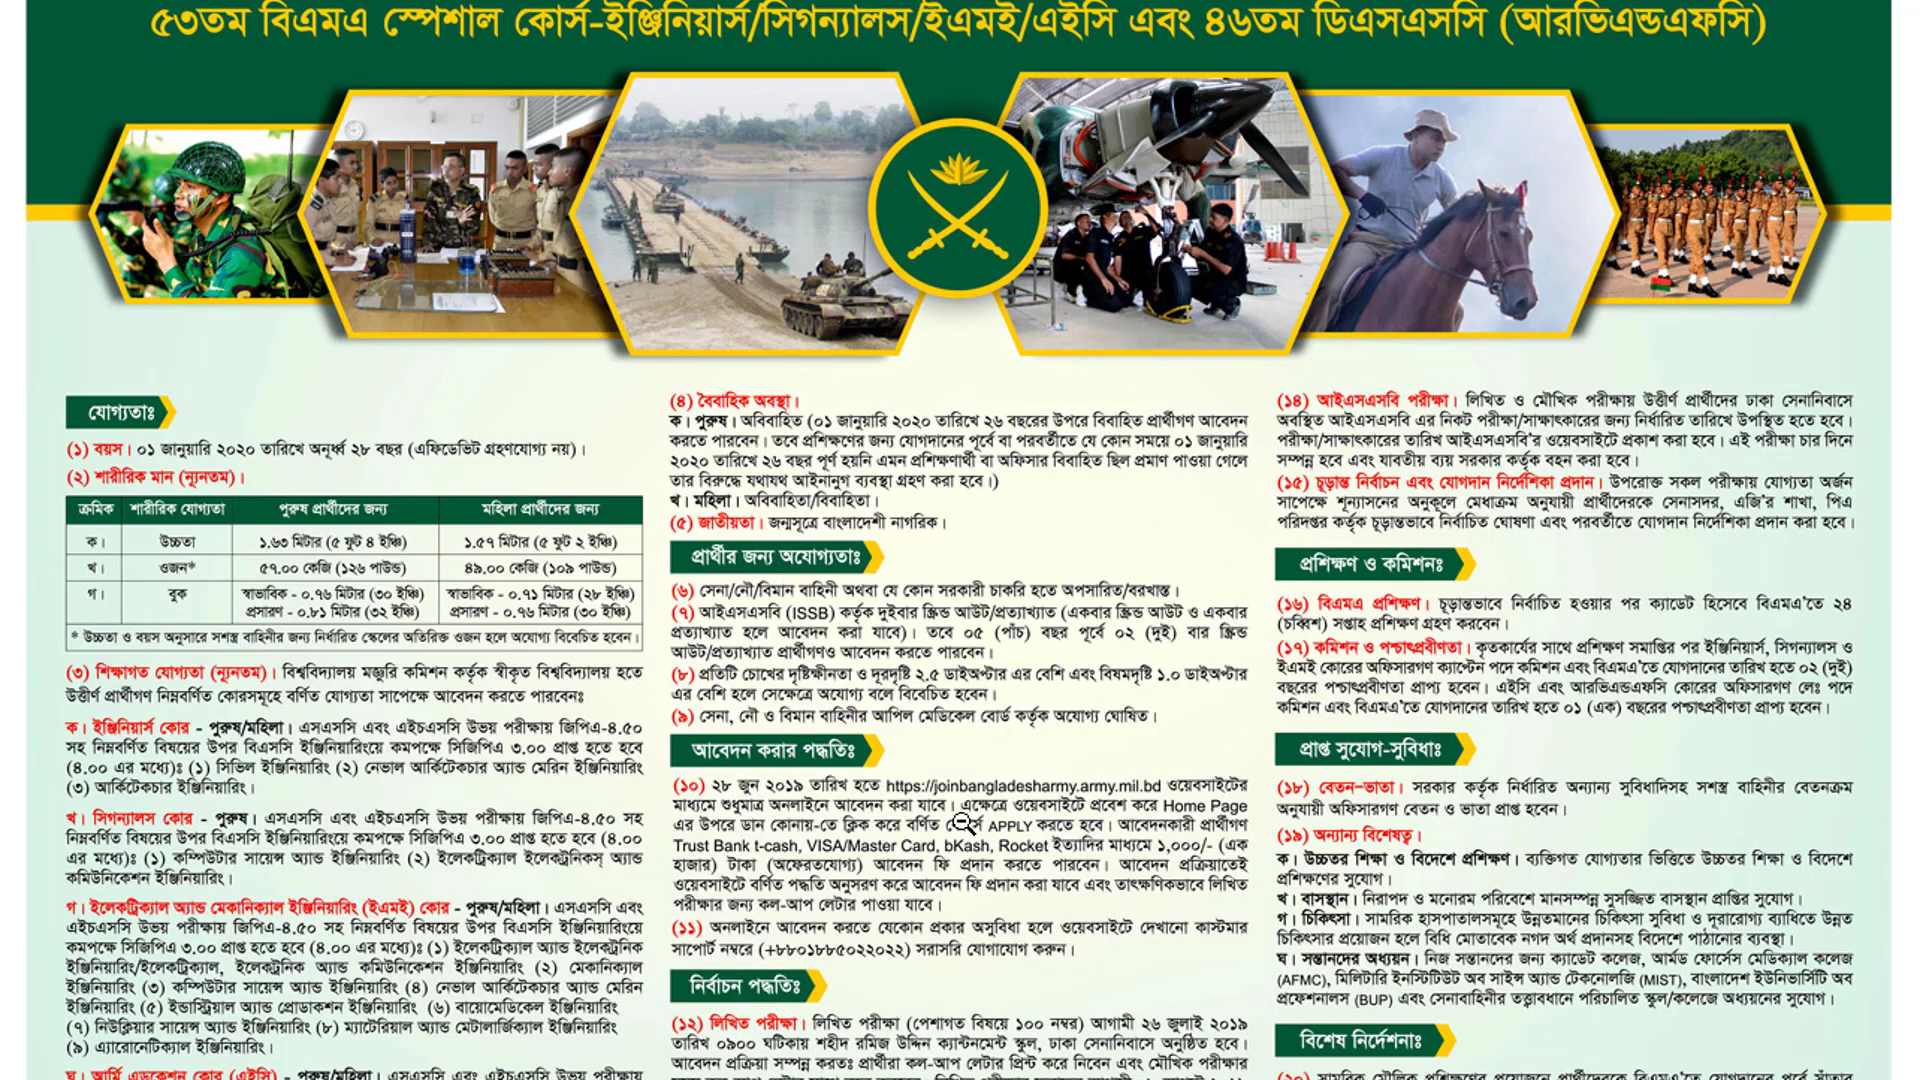 ৫৩তম বিএমএ স্পেশাল কোর্স-ইঞ্জিনিয়ার্স/সিগন্যালস/ইএমই/এইসি এবং ৪৬তম ডিএসএসসি (আরভিএন্ডএফসি)
যোগ্যতাঃ
(১) বয়স। ০১ জানুয়ারি ২০২০ তারিখে অনূর্ধ্ব ২৮ বছর (এফিডেভিট গ্রহণযোগ্য নয়)।
(২) শারীরিক মান (ন্যূনতম)।
ক্রমিক শারীরিক যোগ্যতা পুরুষ প্রার্থীদের জন্য মহিলা প্রার্থীদের জন্য
ক। উচ্চতা ১.৬৩ মিটার (৫ ফুট ৪ ইঞ্চি) ১.৫৭ মিটার (৫ ফুট ২ ইঞ্চি)
খ। ওজন* ৫৭.০০ কেজি (১২৬ পাউন্ড) ৪৯.০০ কেজি (১০৯ পাউন্ড)
গ। বুক স্বাভাবিক - ০.৭৬ মিটার (৩০ ইঞ্চি) স্বাভাবিক - ০.৭১ মিটার (২৮ ইঞ্চি)
প্রসারণ - ০.৮১ মিটার (৩২ ইঞ্চি) প্রসারণ - ০.৭৬ মিটার (৩০ ইঞ্চি)
* উচ্চতা ও বয়স অনুসারে সশস্ত্র বাহিনীর জন্য নির্ধারিত স্কেলের অতিরিক্ত ওজন হলে অযোগ্য বিবেচিত হবেন।
(৩) শিক্ষাগত যোগ্যতা (ন্যূনতম)। বিশ্ববিদ্যালয় মঞ্জুরি কমিশন কর্তৃক স্বীকৃত বিশ্ববিদ্যালয় হতে
উত্তীর্ণ প্রার্থীগণ নিম্নবর্ণিত কোরসমূহে বর্ণিত যোগ্যতা সাপেক্ষে আবেদন করতে পারবেনঃ
ক। ইঞ্জিনিয়ার্স কোর - পুরুষ/মহিলা। এসএসসি এবং এইচএসসি উভয় পরীক্ষায় জিপিএ-৪.৫০
সহ নিম্নবর্ণিত বিষয়ের উপর বিএসসি ইঞ্জিনিয়ারিংয়ে কমপক্ষে সিজিপিএ ৩.০০ প্রাপ্ত হতে হবে
(৪.০০ এর মধ্যে)ঃ (১) সিভিল ইঞ্জিনিয়ারিং (২) নেভাল আর্কিটেকচার অ্যান্ড মেরিন ইঞ্জিনিয়ারিং
(৩) আর্কিটেকচার ইঞ্জিনিয়ারিং।
খ। সিগন্যালস কোর - পুরুষ। এসএসসি এবং এইচএসসি উভয় পরীক্ষায় জিপিএ-৪.৫০ সহ
নিম্নবর্ণিত বিষয়ের উপর বিএসসি ইঞ্জিনিয়ারিংয়ে কমপক্ষে সিজিপিএ ৩.০০ প্রাপ্ত হতে হবে (৪.০০
এর মধ্যে)ঃ (১) কম্পিউটার সায়েন্স অ্যান্ড ইঞ্জিনিয়ারিং (২) ইলেকট্রিক্যাল ইলেকট্রনিকস্ অ্যান্ড
কমিউনিকেশন ইঞ্জিনিয়ারিং।
গ। ইলেকট্রিক্যাল অ্যান্ড মেকানিক্যাল ইঞ্জিনিয়ারিং (ইএমই) কোর - পুরুষ/মহিলা। এসএসসি এবং
এইচএসসি উভয় পরীক্ষায় জিপিএ-৪.৫০ সহ নিম্নবর্ণিত বিষয়ের উপর বিএসসি ইঞ্জিনিয়ারিংয়ে
কমপক্ষে সিজিপিএ ৩.০০ প্রাপ্ত হতে হবে (৪.০০ এর মধ্যে)ঃ (১) ইলেকট্রিক্যাল অ্যান্ড ইলেকট্রনিক
ইঞ্জিনিয়ারিং/ইলেকট্রিক্যাল, ইলেকট্রনিক অ্যান্ড কমিউনিকেশন ইঞ্জিনিয়ারিং (২) মেকানিক্যাল
ইঞ্জিনিয়ারিং (৩) কম্পিউটার সায়েন্স অ্যান্ড ইঞ্জিনিয়ারিং (৪) নেভাল আর্কিটেকচার অ্যান্ড মেরিন
ইঞ্জিনিয়ারিং (৫) ইন্ডাস্ট্রিয়াল অ্যান্ড প্রোডাকশন ইঞ্জিনিয়ারিং (৬) বায়োমেডিকেল ইঞ্জিনিয়ারিং
(৭) নিউক্লিয়ার সায়েন্স অ্যান্ড ইঞ্জিনিয়ারিং (৮) ম্যাটেরিয়াল অ্যান্ড মেটালার্জিক্যাল ইঞ্জিনিয়ারিং
(৯) এ্যারোনেটিক্যাল ইঞ্জিনিয়ারিং।
ঘ। আর্মি এডুকেশন কোর (এইসি) - পুরুষ/মহিলা। এসএসসি এবং এইচএসসি উভয় পরীক্ষায়
(৪) বৈবাহিক অবস্থা।
ক। পুরুষ। অবিবাহিত (০১ জানুয়ারি ২০২০ তারিখে ২৬ বছরের উপরে বিবাহিত প্রার্থীগণ আবেদন
করতে পারবেন। তবে প্রশিক্ষণের জন্য যোগদানের পূর্বে বা পরবর্তীতে যে কোন সময়ে ০১ জানুয়ারি
২০২০ তারিখে ২৬ বছর পূর্ণ হয়নি এমন প্রশিক্ষণার্থী বা অফিসার বিবাহিত ছিল প্রমাণ পাওয়া গেলে
তার বিরুদ্ধে যথাযথ আইনানুগ ব্যবস্থা গ্রহণ করা হবে।)
খ। মহিলা। অবিবাহিতা/বিবাহিতা।
(৫) জাতীয়তা। জন্মসূত্রে বাংলাদেশী নাগরিক।
প্রার্থীর জন্য অযোগ্যতাঃ
(৬) সেনা/নৌ/বিমান বাহিনী অথবা যে কোন সরকারী চাকরি হতে অপসারিত/বরখাস্ত।
(৭) আইএসএসবি (ISSB) কর্তৃক দুইবার স্ক্রিন্ড আউট/প্রত্যাখ্যাত (একবার স্ক্রিন্ড আউট ও একবার
প্রত্যাখ্যাত হলে আবেদন করা যাবে)। তবে ০৫ (পাঁচ) বছর পূর্বে ০২ (দুই) বার স্ক্রিন্ড
আউট/প্রত্যাখ্যাত প্রার্থীগণও আবেদন করতে পারবেন।
(৮) প্রতিটি চোখের দৃষ্টিক্ষীনতা ও দূরদৃষ্টি ২.৫ ডাইঅপ্টার এর বেশি এবং বিষমদৃষ্টি ১.০ ডাইঅপ্টার
এর বেশি হলে সেক্ষেত্রে অযোগ্য বলে বিবেচিত হবেন।
(৯) সেনা, নৌ ও বিমান বাহিনীর আপিল মেডিকেল বোর্ড কর্তৃক অযোগ্য ঘোষিত।
আবেদন করার পদ্ধতিঃ
(১০) ২৮ জুন ২০১৯ তারিখ হতে https://joinbangladesharmy.army.mil.bd ওয়েবসাইটের
মাধ্যমে শুধুমাত্র অনলাইনে আবেদন করা যাবে। এক্ষেত্রে ওয়েবসাইটে প্রবেশ করে Home Page
এর উপরে ডান কোনায়-তে ক্লিক করে বর্ণিত APPLY করতে হবে। আবেদনকারী প্রার্থীগণ
Trust Bank t-cash, VISA/Master Card, bKash, Rocket ইত্যাদির মাধ্যমে ১,০০০/- (এক
হাজার) টাকা (অফেরতযোগ্য) আবেদন ফি প্রদান করতে পারবেন। আবেদন প্রক্রিয়াতেই
ওয়েবসাইটে বর্ণিত পদ্ধতি অনুসরণ করে আবেদন ফি প্রদান করা যাবে এবং তাৎক্ষণিকভাবে লিখিত
পরীক্ষার জন্য কল-আপ লেটার পাওয়া যাবে।
(১১) অনলাইনে আবেদন করতে যেকোন প্রকার অসুবিধা হলে ওয়েবসাইটে দেখানো কাস্টমার
সাপোর্ট নম্বরে (+৮৮০১৮৮৫০২২০২২) সরাসরি যোগাযোগ করুন।
নির্বাচন পদ্ধতিঃ
(১২) লিখিত পরীক্ষা। লিখিত পরীক্ষা (পেশাগত বিষয়ে ১০০ নম্বর) আগামী ২৬ জুলাই ২০১৯
তারিখ ০৯০০ ঘটিকায় শহীদ রমিজ উদ্দিন ক্যান্টনমেন্ট স্কুল, ঢাকা সেনানিবাসে অনুষ্ঠিত হবে।
আবেদন প্রক্রিয়া সম্পন্ন করতঃ প্রার্থীরা কল-আপ লেটার প্রিন্ট করে নিবেন এবং মৌখিক পরীক্ষার
(১৪) আইএসএসবি পরীক্ষা। লিখিত ও মৌখিক পরীক্ষায় উত্তীর্ণ প্রার্থীদের ঢাকা সেনানিবাসে
অবস্থিত আইএসএসবি এর নিকট পরীক্ষা/সাক্ষাৎকারের জন্য নির্ধারিত তারিখে উপস্থিত হতে হবে।
পরীক্ষা/সাক্ষাৎকারের তারিখ আইএসএসবি'র ওয়েবসাইটে প্রকাশ করা হবে। এই পরীক্ষা চার দিনে
সম্পন্ন হবে এবং যাবতীয় ব্যয় সরকার কর্তৃক বহন করা হবে।
(১৫) চূড়ান্ত নির্বাচন এবং যোগদান নির্দেশিকা প্রদান। উপরোক্ত সকল পরীক্ষায় যোগ্যতা অর্জন
সাপেক্ষে শূন্যাসনের অনুকূলে মেধাক্রম অনুযায়ী প্রার্থীদেরকে সেনাসদর, এজি'র শাখা, পিএ
পরিদপ্তর কর্তৃক চূড়ান্তভাবে নির্বাচিত ঘোষণা এবং পরবর্তীতে যোগদান নির্দেশিকা প্রদান করা হবে।
প্রশিক্ষণ ও কমিশনঃ
(১৬) বিএমএ প্রশিক্ষণ। চূড়ান্তভাবে নির্বাচিত হওয়ার পর ক্যাডেট হিসেবে বিএমএ'তে ২৪
(চব্বিশ) সপ্তাহ প্রশিক্ষণ গ্রহণ করবেন।
(১৭) কমিশন ও পশ্চাৎপ্রবীণতা। কৃতকার্যের সাথে প্রশিক্ষণ সমাপ্তির পর ইঞ্জিনিয়ার্স, সিগন্যালস ও
ইএমই কোরের অফিসারগণ ক্যাপ্টেন পদে কমিশন এবং বিএমএ'তে যোগদানের তারিখ হতে ০২ (দুই)
বছরের পশ্চাৎপ্রবীণতা প্রাপ্য হবেন। এইসি এবং আরভিএন্ডএফসি কোরের অফিসারগণ লেঃ পদে
কমিশন এবং বিএমএ'তে যোগদানের তারিখ হতে ০১ (এক) বছরের পশ্চাৎপ্রবীণতা প্রাপ্য হবেন।
প্রাপ্ত সুযোগ-সুবিধাঃ
(১৮) বেতন-ভাতা। সরকার কর্তৃক নির্ধারিত অন্যান্য সুবিধাদিসহ সশস্ত্র বাহিনীর বেতনক্রম
অনুযায়ী অফিসারগণ বেতন ও ভাতা প্রাপ্ত হবেন।
(১৯) অন্যান্য বিশেষত্ব।
ক। উচ্চতর শিক্ষা ও বিদেশে প্রশিক্ষণ। ব্যক্তিগত যোগ্যতার ভিত্তিতে উচ্চতর শিক্ষা ও বিদেশে
প্রশিক্ষণের সুযোগ।
খ। বাসস্থান। নিরাপদ ও মনোরম পরিবেশে মানসম্পন্ন সুসজ্জিত বাসস্থান প্রাপ্তির সুযোগ।
গ। চিকিৎসা। সামরিক হাসপাতালসমূহে উন্নতমানের চিকিৎসা সুবিধা ও দূরারোগ্য ব্যাধিতে উন্নত
চিকিৎসার প্রয়োজন হলে বিধি মোতাবেক নগদ অর্থ প্রদানসহ বিদেশে পাঠানোর ব্যবস্থা।
ঘ। সন্তানদের অধ্যয়ন। নিজ সন্তানদের জন্য ক্যাডেট কলেজ, আর্মড ফোর্সেস মেডিক্যাল কলেজ
(AFMC), মিলিটারি ইনস্টিটিউট অব সাইন্স অ্যান্ড টেকনোলজি (MIST), বাংলাদেশ ইউনিভার্সিটি অব
প্রফেশনালস (BUP) এবং সেনাবাহিনীর তত্ত্বাবধানে পরিচালিত স্কুল/কলেজে অধ্যয়নের সুযোগ।
বিশেষ নির্দেশনাঃ
(২০) সামরিক মৌলিক প্রশিক্ষণের প্রয়োজনে প্রার্থীদেরকে বিএমএ'তে যোগদানের পূর্বে সাঁতার